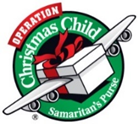 OPERATION
Christmas Child
Samaritan's Purse
®